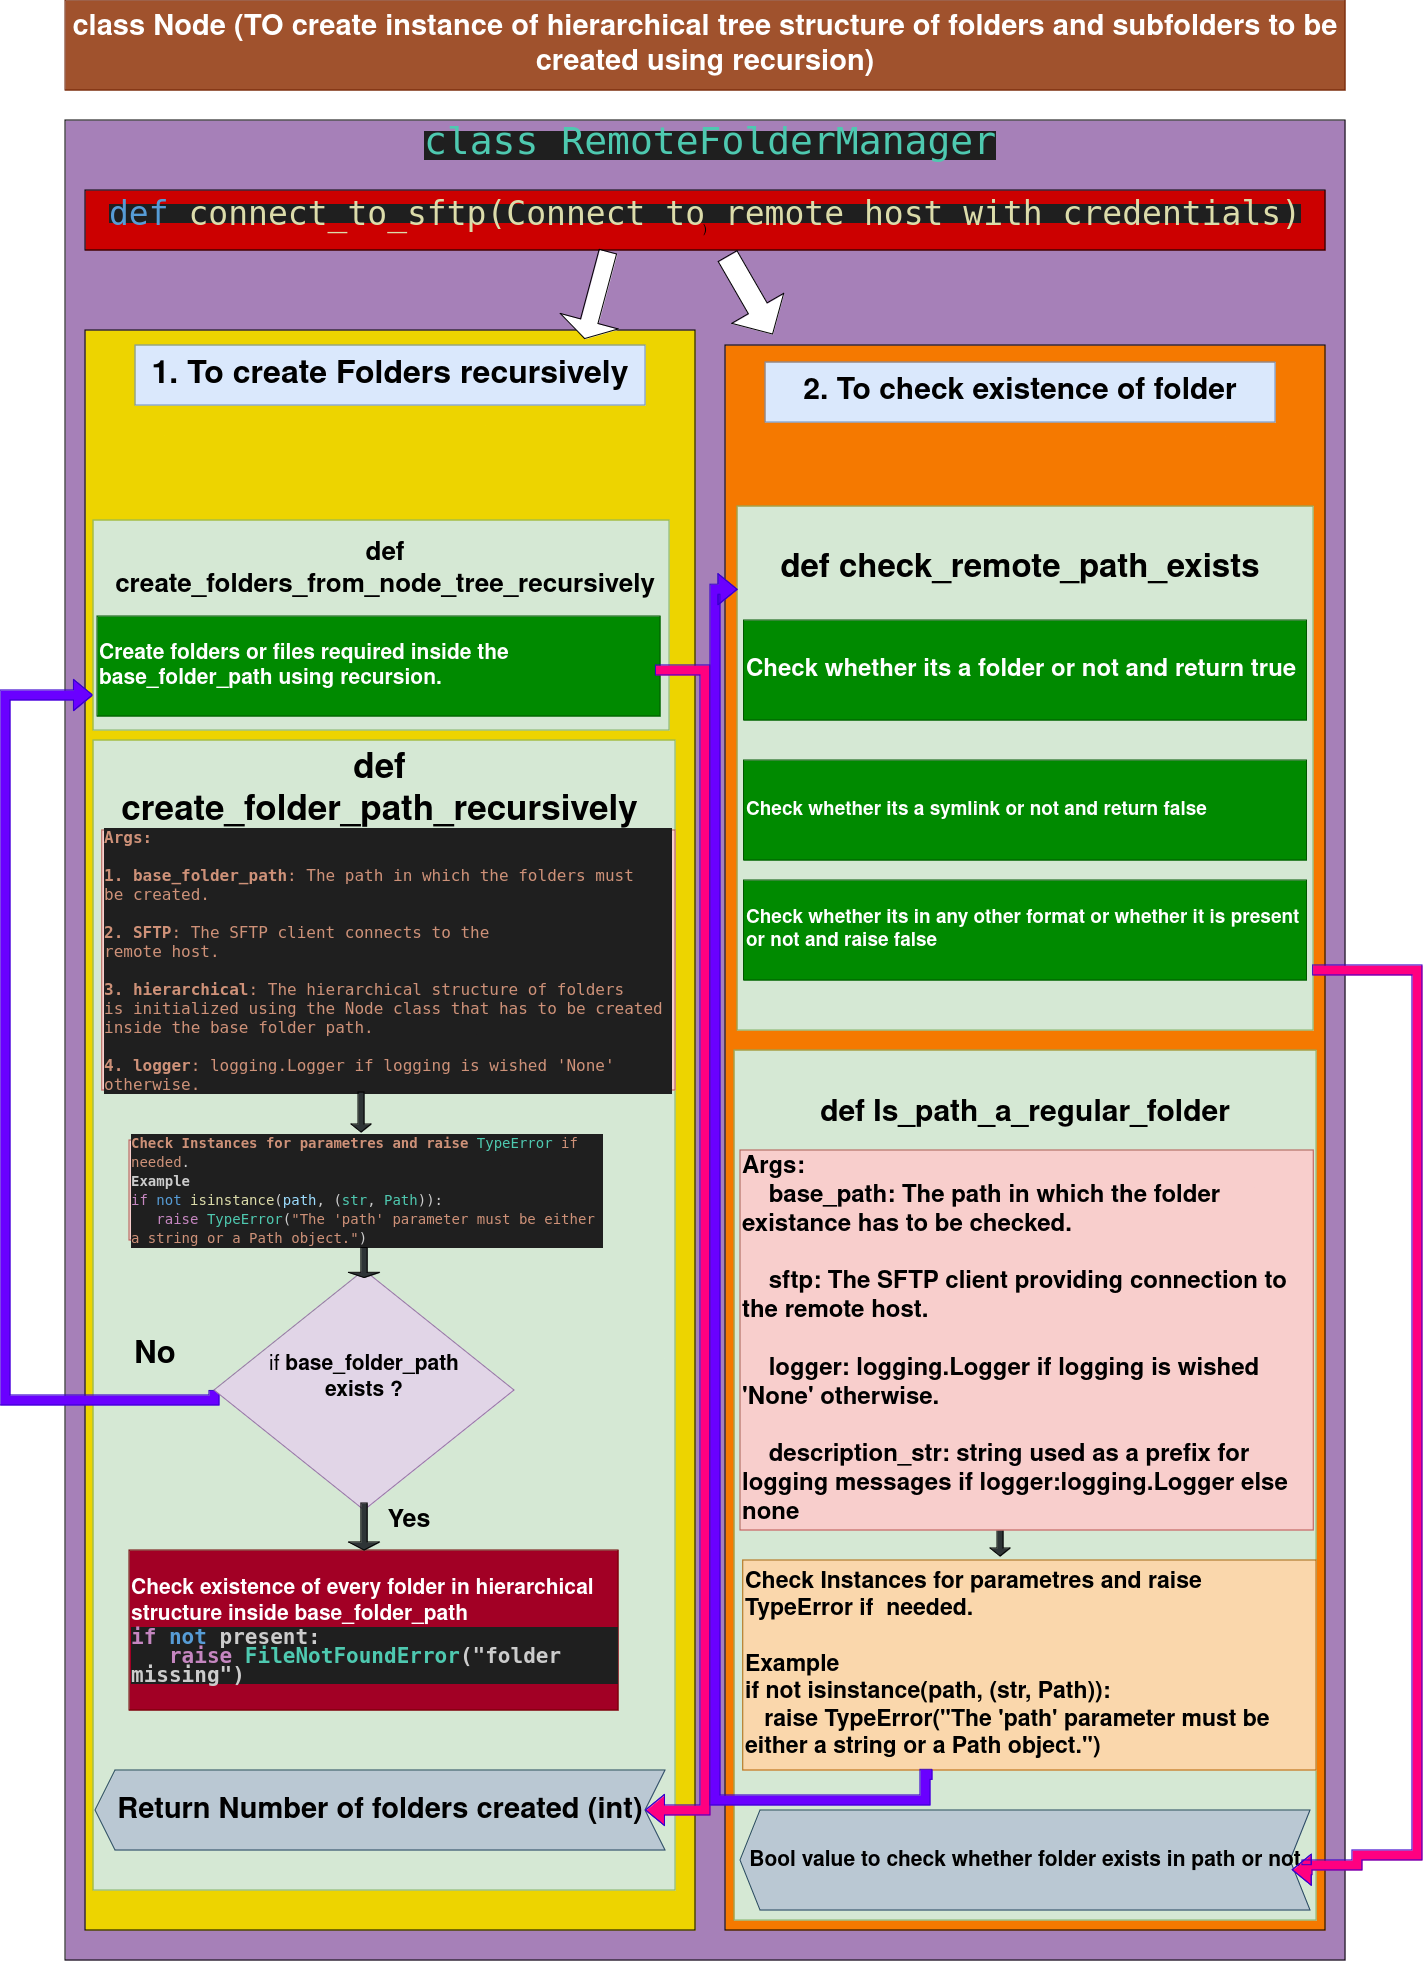 class Node (TO create instance of hierarchical tree structure of folders and subfolders to be
created using recursion)
class RemoteFolderManager
def connect_to_sftp(Connect to remote host with credentials)
1. To create Folders recursively
def
create_folders_from_node_tree_recursively
Create folders or files required inside the
base_folder_path using recursion.
def
create_folder_path_recursively
Args:
1. base_folder_path: The path in which the folders must
be created.
2. SFTP: The SFTP client connects to the
remote host.
3. hierarchical: The hierarchical structure of folders
is initialized using the Node class that has to be created
inside the base folder path.
4. logger: logging.Logger if logging is wished 'None'
otherwise.
Check Instances for parametres and raise TypeError if
needed.
Example
if not isinstance(path, (str, Path)):
raise TypeError("The 'path' parameter must be either
a string or a Path object.")
No
if base_folder_path
exists ?
Yes
Check existence of every folder in hierarchical
structure inside base_folder_path
if not present:
raise FileNotFoundError("folder
missing")
Return Number of folders created (int)
2. To check existence of folder
def check_remote_path_exists
Check whether its a folder or not and return true
Check whether its a symlink or not and return false
Check whether its in any other format or whether it is present
or not and raise false
def Is_path_a_regular_folder
Args:
base_path: The path in which the folder
existance has to be checked.
sftp: The SFTP client providing connection to
the remote host.
logger: logging.Logger if logging is wished
'None' otherwise.
description_str: string used as a prefix for
logging messages if logger:logging.Logger else
none
Check Instances for parametres and raise
TypeError if  needed.
Example
if not isinstance(path, (str, Path)):
raise TypeError("The 'path' parameter must be
either a string or a Path object.")
Bool value to check whether folder exists in path or not